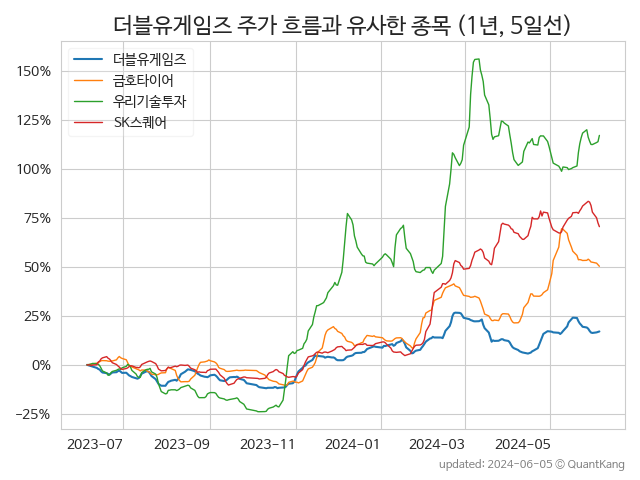 더블유게임즈 주가 흐름과 유사한 종목 (1년, 5일선)
더블유게임즈
금호타이어
우리기술투자
SK스퀘어
150%
125%
100%
75%
50%
25%
0%
−25%
2023-07 2023-09 2023-11 2024-01 2024-03 2024-05
updated: 2024-06-05 © QuantKang